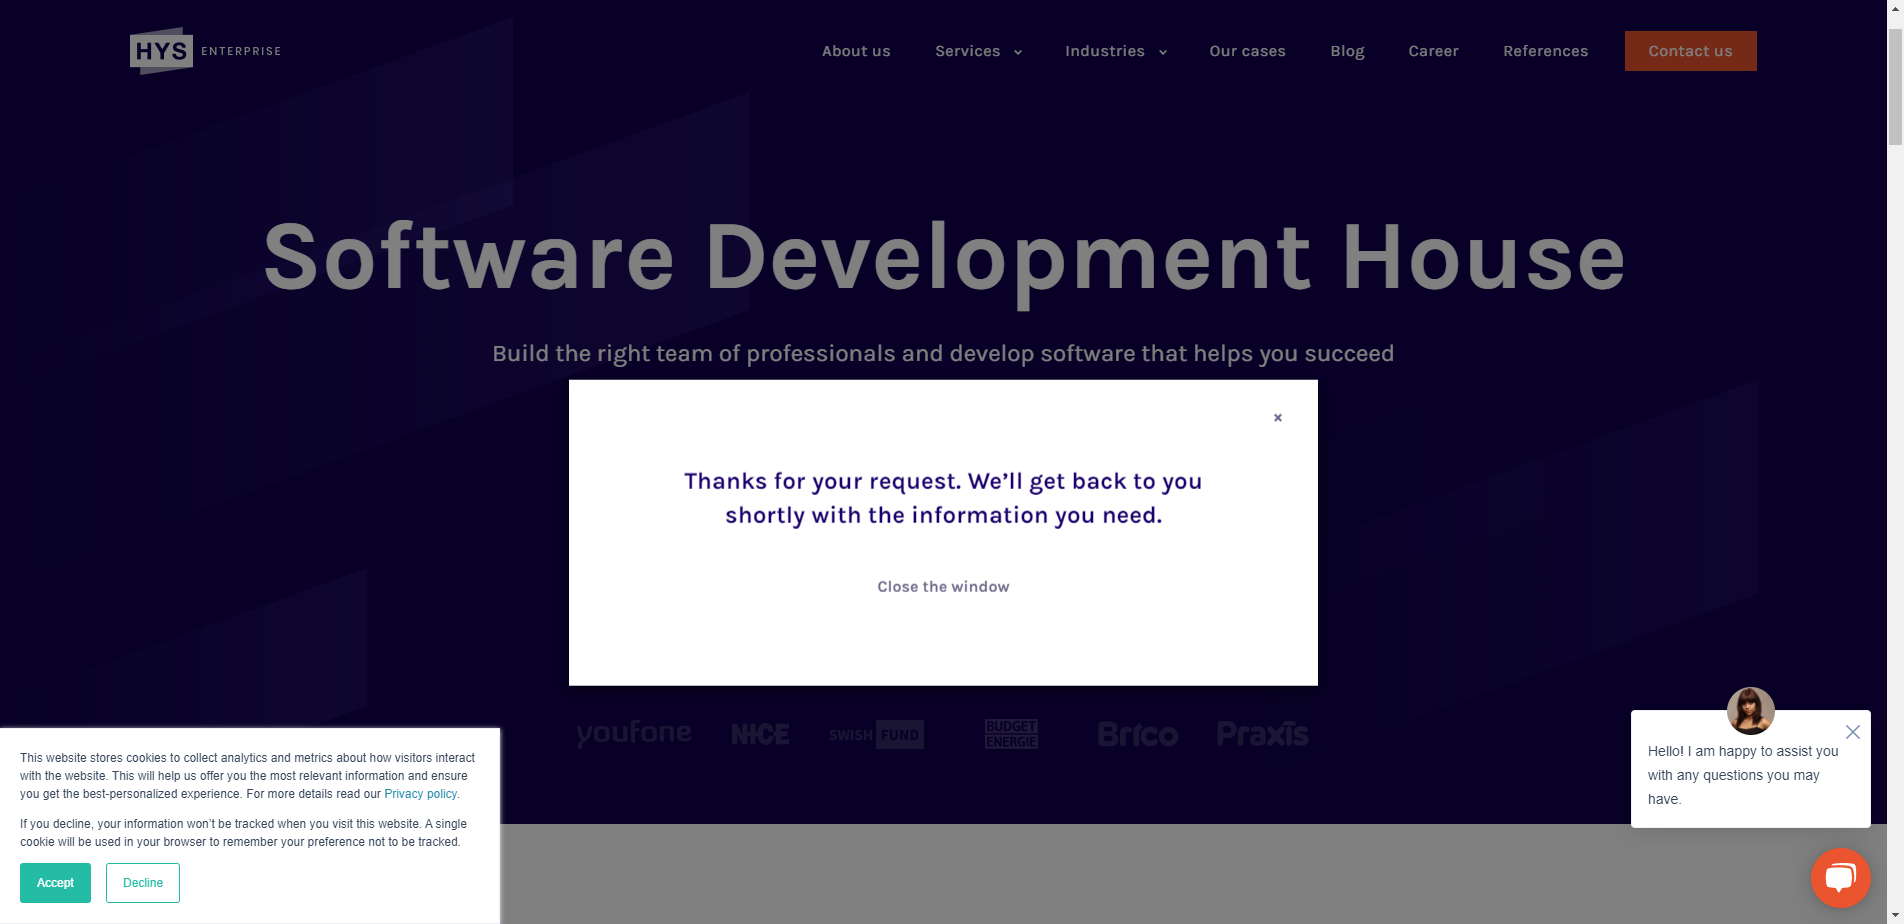 HYS ENTERPRISE
About us
Services
Industries
Our cases
Blog
Career
References
Contact us
Software Development House
Build the right team of professionals and develop software that helps you succeed
×
Thanks for your request. We’ll get back to you
shortly with the information you need.
Close the window
youfone
NICE
SWISH FUND
BUDGET
ENERGIE
Brico
Praxis
This website stores cookies to collect analytics and metrics about how visitors interact
with the website. This will help us offer you the most relevant information and ensure
you get the best-personalized experience. For more details read our Privacy policy.
If you decline, your information won’t be tracked when you visit this website. A single
cookie will be used in your browser to remember your preference not to be tracked.
Accept
Decline
Hello! I am happy to assist you
with any questions you may
have.